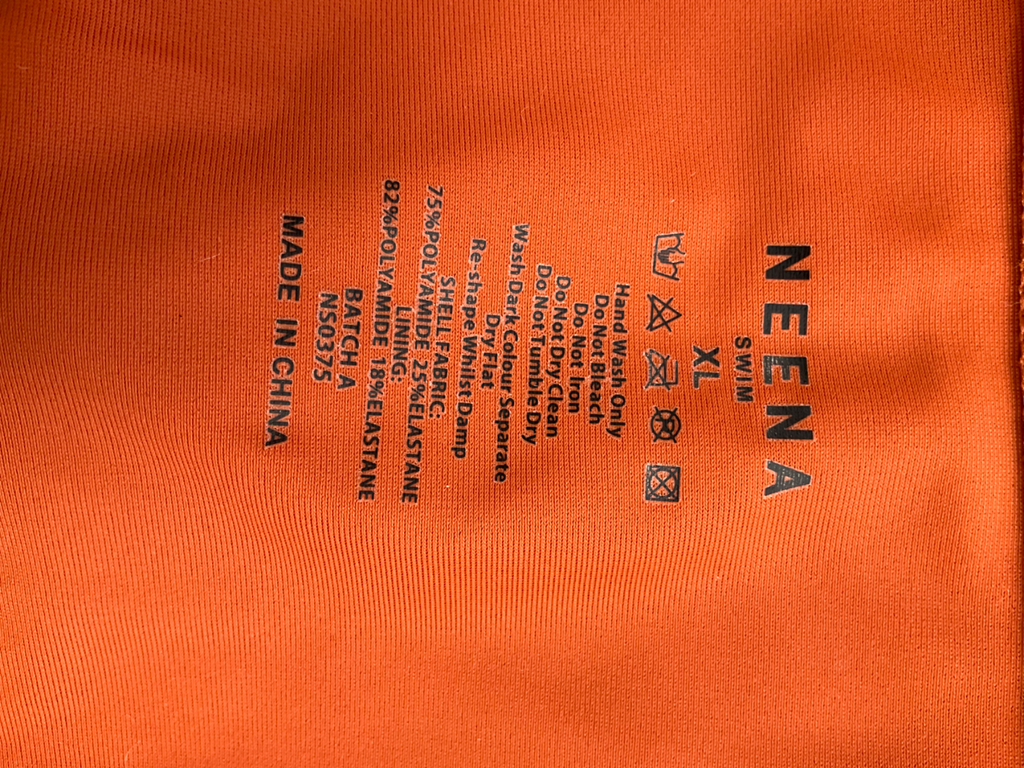 NEENA
SWIM
XL
Hand Wash Only
Do Not Bleach
Do Not Iron
Do Not Dry Clean
Do Not Tumble Dry
Wash Dark Colour Separate
Dry Flat
Re-shape Whilst Damp
SHELL FABRIC:
75%POLYAMIDE 25%ELASTANE
LINING:
82%POLYAMIDE 18%ELASTANE
BATCH A
NS0375
MADE IN CHINA